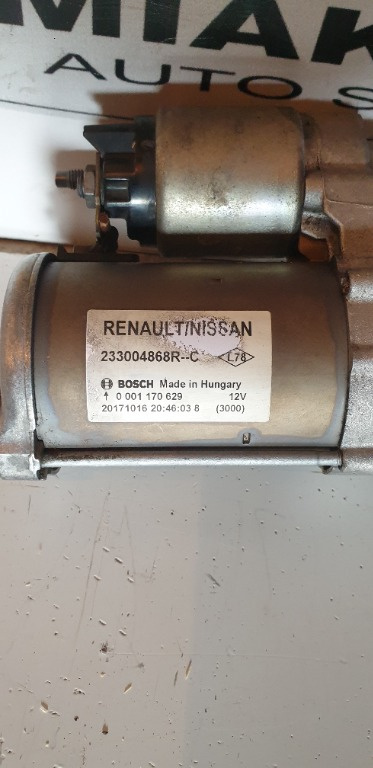 MIAK
AUTO S
RENAULT/NISSAN
233004868R--C L78
BOSCH Made in Hungary
0 001 170 629 12V
20171016 20:46:03 8 (3000)